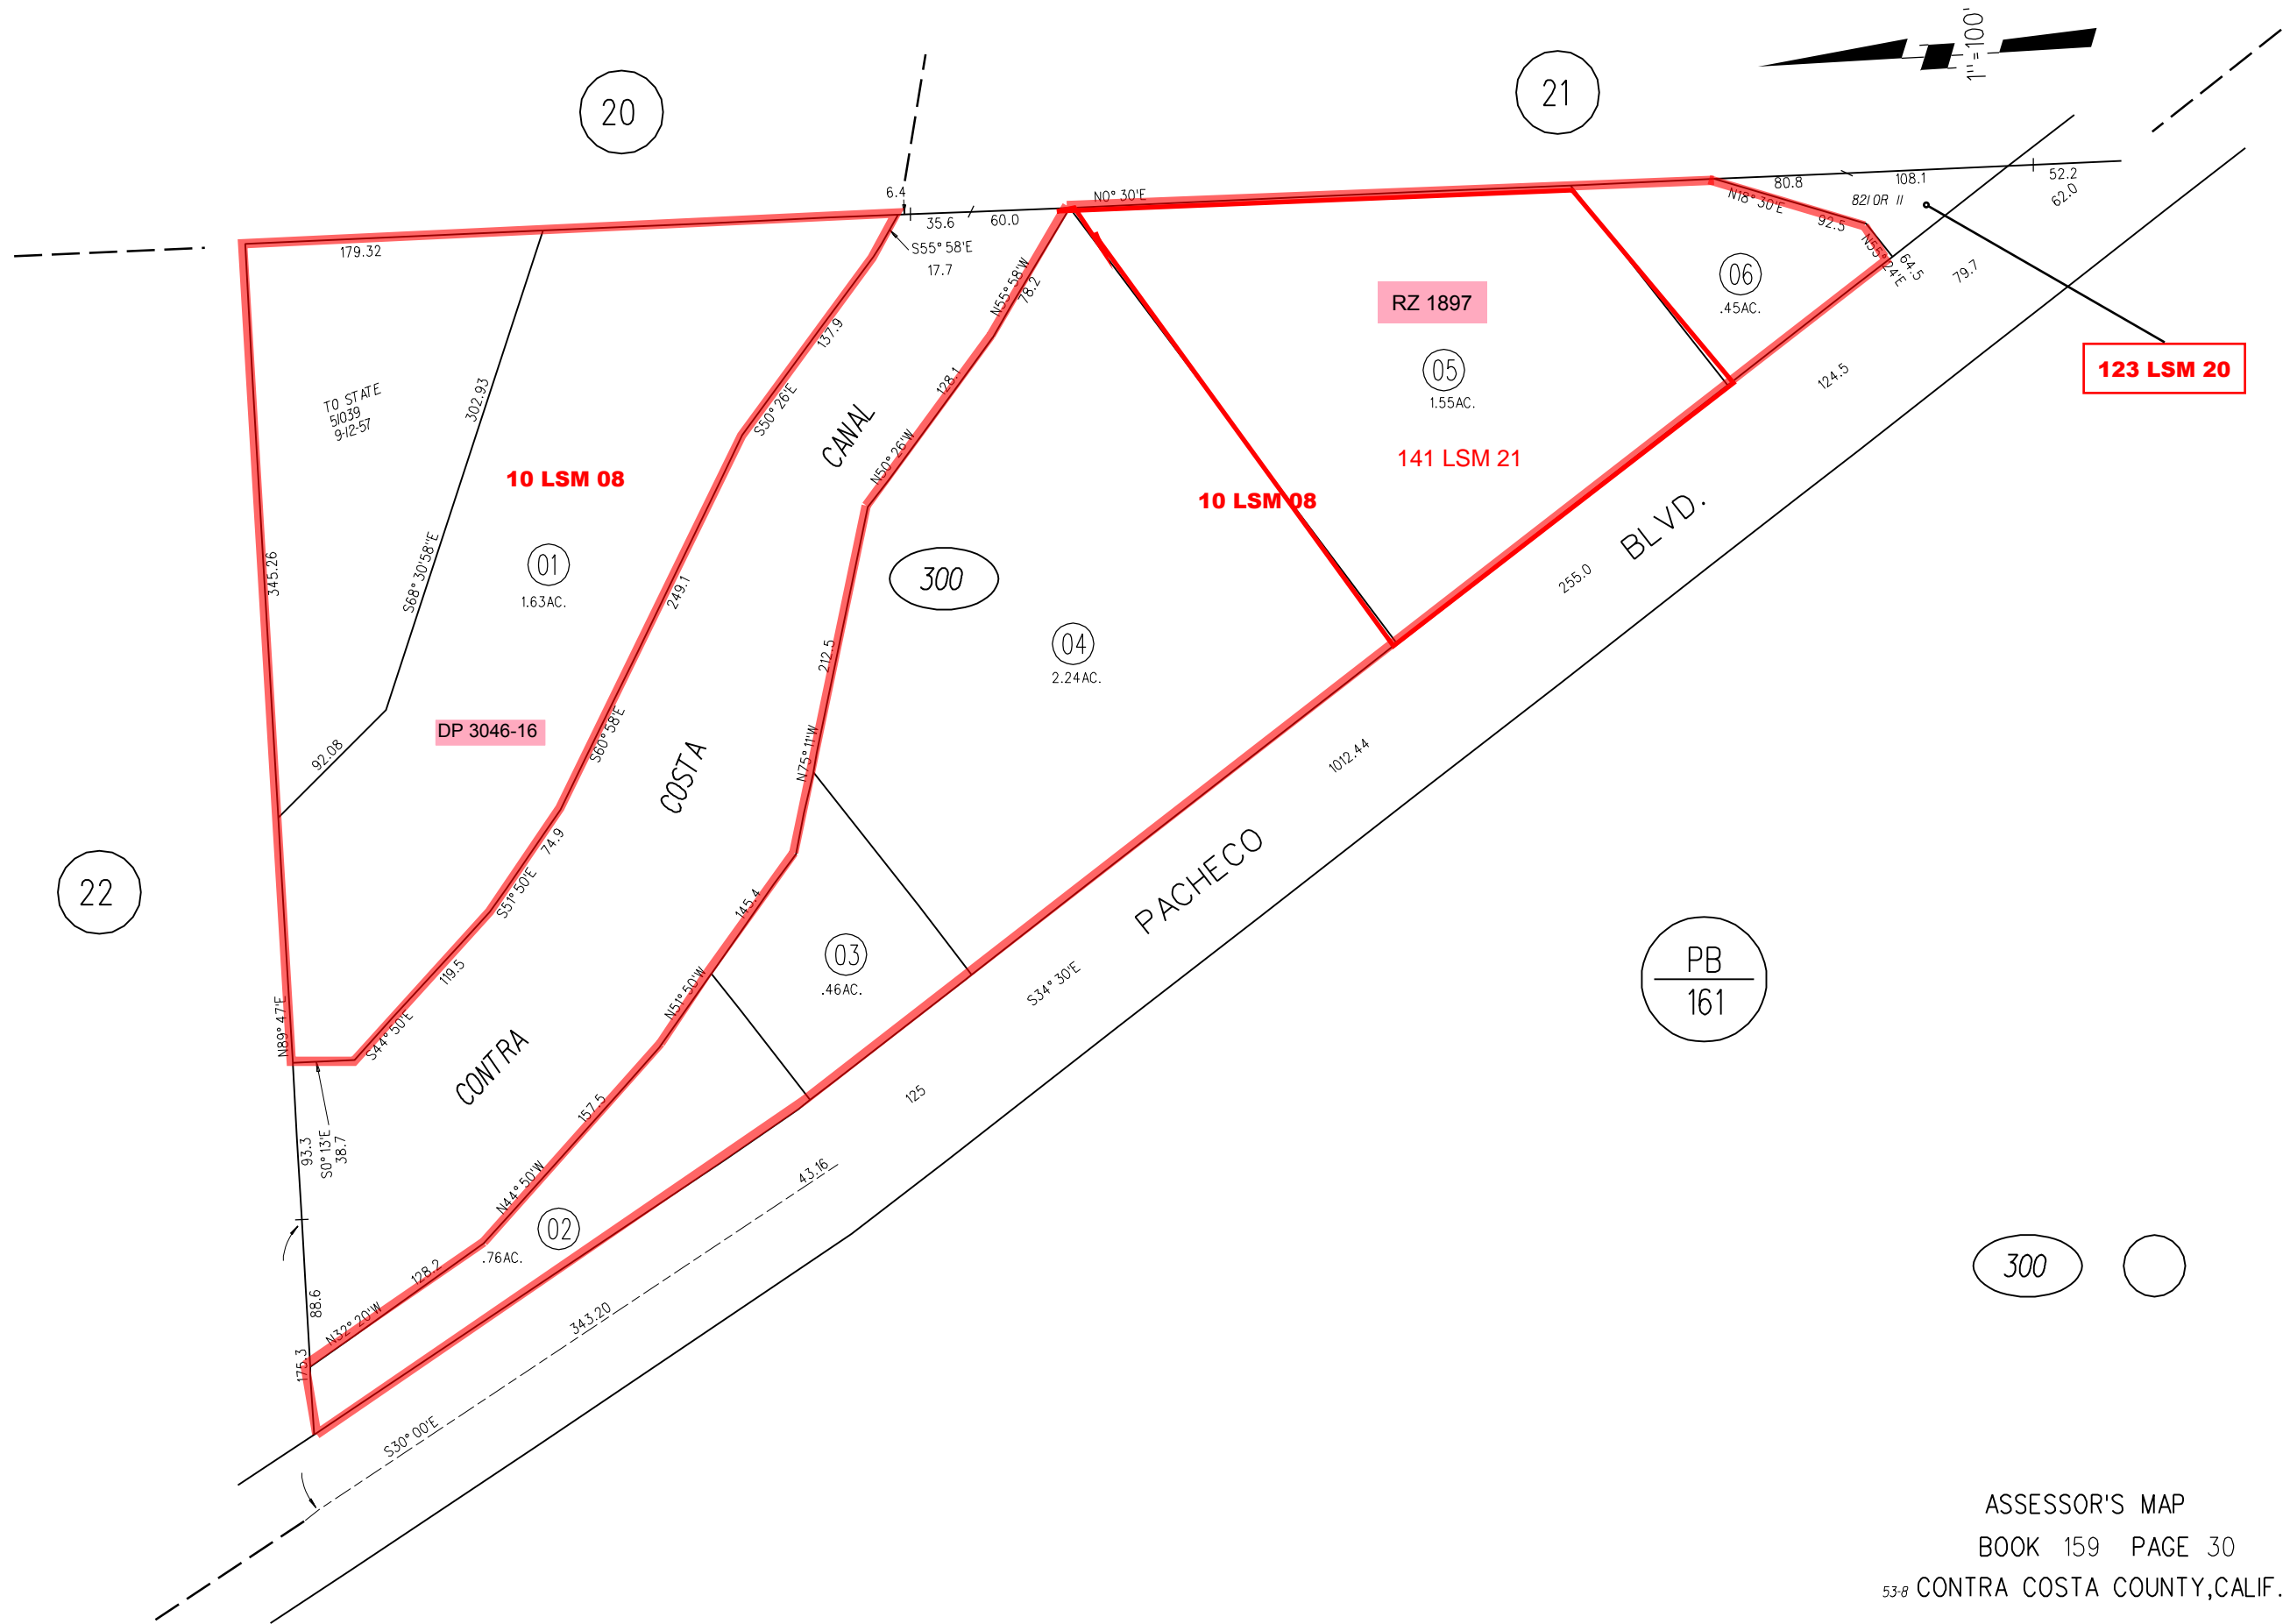 1"=100'
20
21
6.4
35.6
60.0
N0° 30'E
80.8
108.1
52.2
62.0
821 OR 11
N18° 30'E
92.5
N55° 24'E
64.5
79.7
179.32
S55° 58'E
17.7
N55° 58'W
78.2
06
.45AC.
RZ 1897
05
1.55AC.
123 LSM 20
124.5
TO STATE
51039
9-12-57
302.93
137.9
S50° 26'E
128.1
CANAL
N50° 26'W
141 LSM 21
10 LSM 08
10 LSM 08
BLVD.
255.0
345.26
S68° 30'58"E
01
1.63AC.
249.1
300
04
2.24AC.
212.5
DP 3046-16
92.08
S60° 58'E
COSTA
N75° 11'W
1012.44
PACHECO
22
74.9
S51° 50'E
145.4
03
.46AC.
119.5
N51° 50'W
S34° 30'E
PB
161
N89° 47'E
S44° 50'E
CONTRA
125
93.3
S0° 13'E
38.7
157.5
N44° 50'W
43.16
02
.76AC.
128.2
88.6
N32° 20'W
343.20
175.3
S30° 00'E
300
ASSESSOR'S MAP
BOOK 159 PAGE 30
53-8 CONTRA COSTA COUNTY,CALIF.